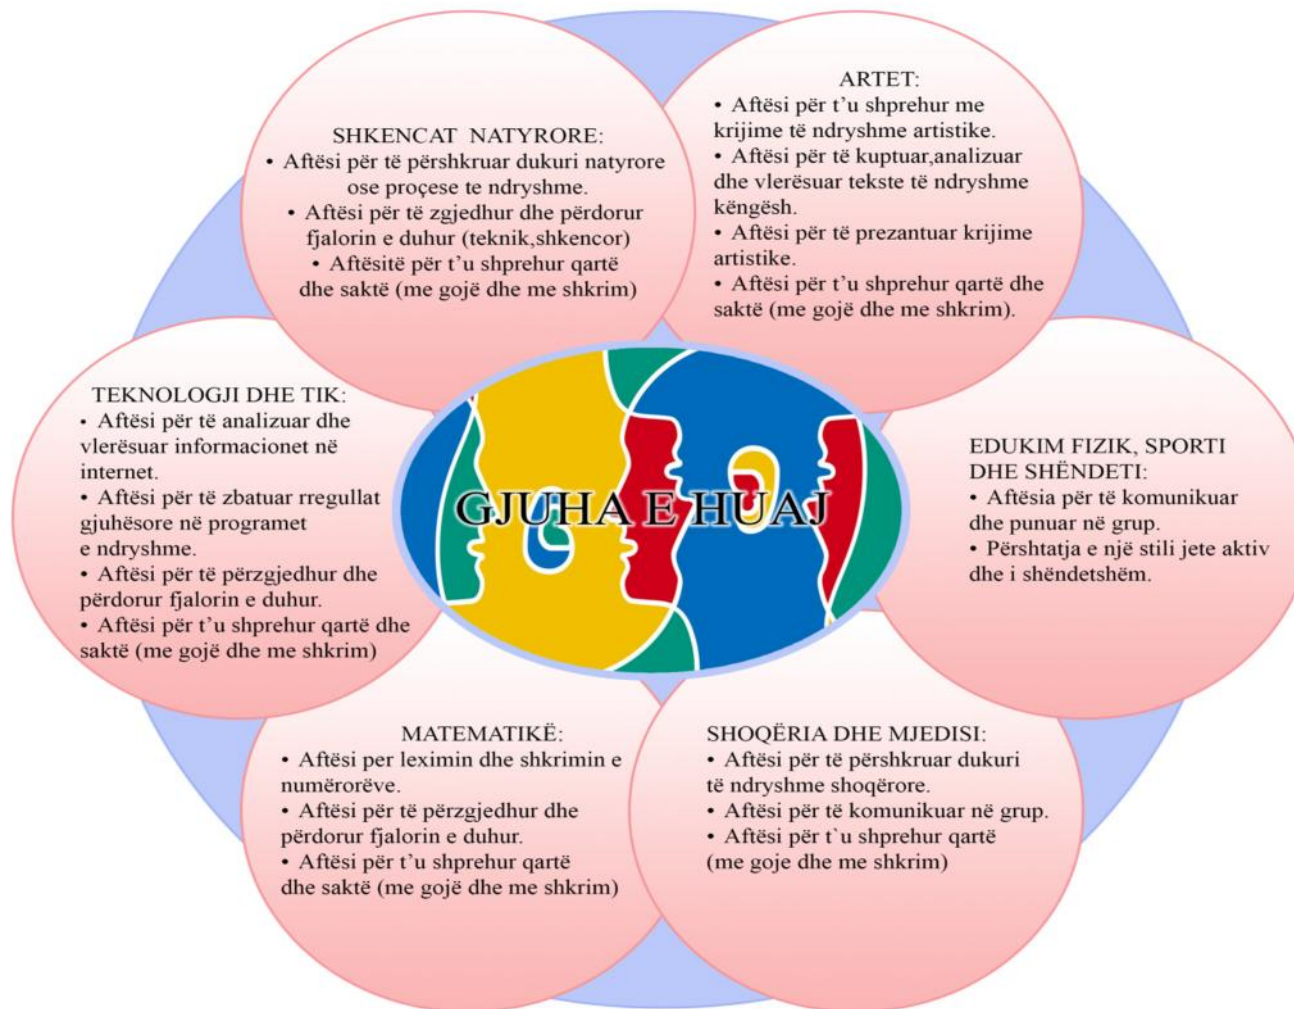 SHKENCAT NATYRORE:
• Aftësi për të përshkruar dukuri natyrore
ose proçese te ndryshme.
• Aftësi për të zgjedhur dhe përdorur
fjalorin e duhur (teknik,shkencor)
• Aftësitë për t’u shprehur qartë
dhe saktë (me gojë dhe me shkrim)
ARTET:
• Aftësi për t’u shprehur me
krijime të ndryshme artistike.
• Aftësi për të kuptuar,analizuar
dhe vlerësuar tekste të ndryshme
këngësh.
• Aftësi për të prezantuar krijime
artistike.
• Aftësi për t’u shprehur qartë dhe
saktë (me gojë dhe me shkrim).
TEKNOLOGJI DHE TIK:
• Aftësi për të analizuar dhe
vlerësuar informacionet në
internet.
• Aftësi për të zbatuar rregullat
gjuhësore në programet
e ndryshme.
• Aftësi për të përzgjedhur dhe
përdorur fjalorin e duhur.
• Aftësi për t’u shprehur qartë dhe
saktë (me gojë dhe me shkrim)
GJUHA E HUAJ
EDUKIM FIZIK, SPORTI
DHE SHËNDETI:
• Aftësia për të komunikuar
dhe punuar në grup.
• Përshtatja e një stili jete aktiv
dhe i shëndetshëm.
MATEMATIKË:
• Aftësi per leximin dhe shkrimin e
numërorëve.
• Aftësi për të përzgjedhur dhe
përdorur fjalorin e duhur.
• Aftësi për t’u shprehur qartë
dhe saktë (me gojë dhe me shkrim)
SHOQËRIA DHE MJEDISI:
• Aftësi për të përshkruar dukuri
të ndryshme shoqërore.
• Aftësi për të komunikuar në grup.
• Aftësi për t`u shprehur qartë
(me goje dhe me shkrim)